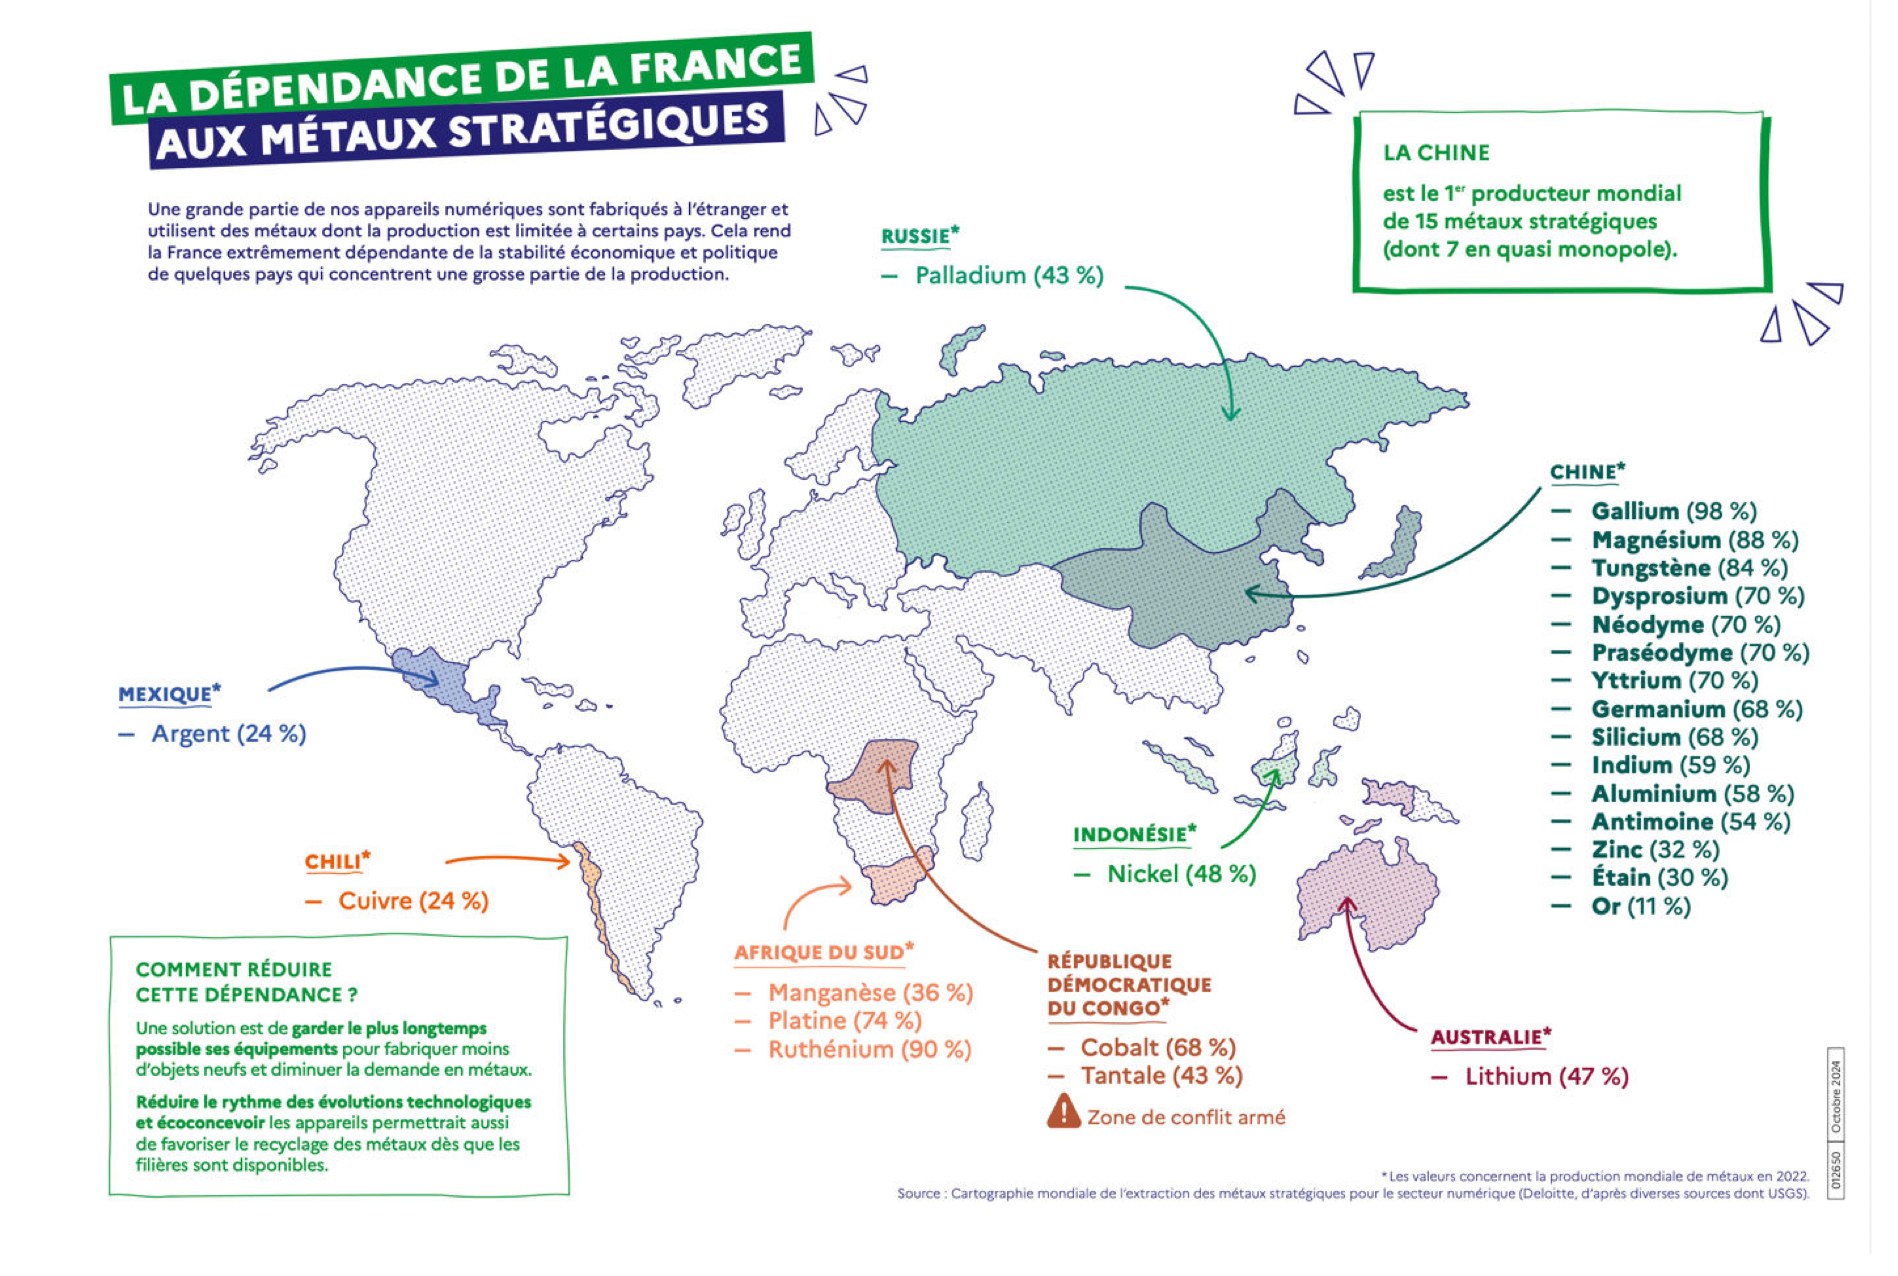 LA DÉPENDANCE DE LA FRANCE
AUX MÉTAUX STRATÉGIQUES
Une grande partie de nos appareils numériques sont fabriqués à l'étranger et
utilisent des métaux dont la production est limitée à certains pays. Cela rend
la France extrêmement dépendante de la stabilité économique et politique
de quelques pays qui concentrent une grosse partie de la production.
LA CHINE
est le 1er producteur mondial
de 15 métaux stratégiques
(dont 7 en quasi monopole).
RUSSIE*
— Palladium (43 %)
CHINE*
— Gallium (98 %)
— Magnésium (88 %)
— Tungstène (84 %)
— Dysprosium (70 %)
— Néodyme (70 %)
— Praséodyme (70 %)
— Yttrium (70 %)
— Germanium (68 %)
— Silicium (68 %)
— Indium (59 %)
— Aluminium (58 %)
— Antimoine (54 %)
— Zinc (32 %)
— Étain (30 %)
— Or (11 %)
MEXIQUE*
— Argent (24 %)
CHILI*
— Cuivre (24 %)
INDONÉSIE*
— Nickel (48 %)
AFRIQUE DU SUD*
— Manganèse (36 %)
— Platine (74 %)
— Ruthénium (90 %)
RÉPUBLIQUE
DÉMOCRATIQUE
DU CONGO*
— Cobalt (68 %)
— Tantale (43 %)
! Zone de conflit armé
AUSTRALIE*
— Lithium (47 %)
COMMENT RÉDUIRE
CETTE DÉPENDANCE ?
Une solution est de garder le plus longtemps
possible ses équipements pour fabriquer moins
d'objets neufs et diminuer la demande en métaux.
Réduire le rythme des évolutions technologiques
et écoconcevoir les appareils permettrait aussi
de favoriser le recyclage des métaux dès que les
filières sont disponibles.
*Les valeurs concernent la production mondiale de métaux en 2022.
Source : Cartographie mondiale de l'extraction des métaux stratégiques pour le secteur numérique (Deloitte, d'après diverses sources dont USGS).
012650 | Octobre 2024